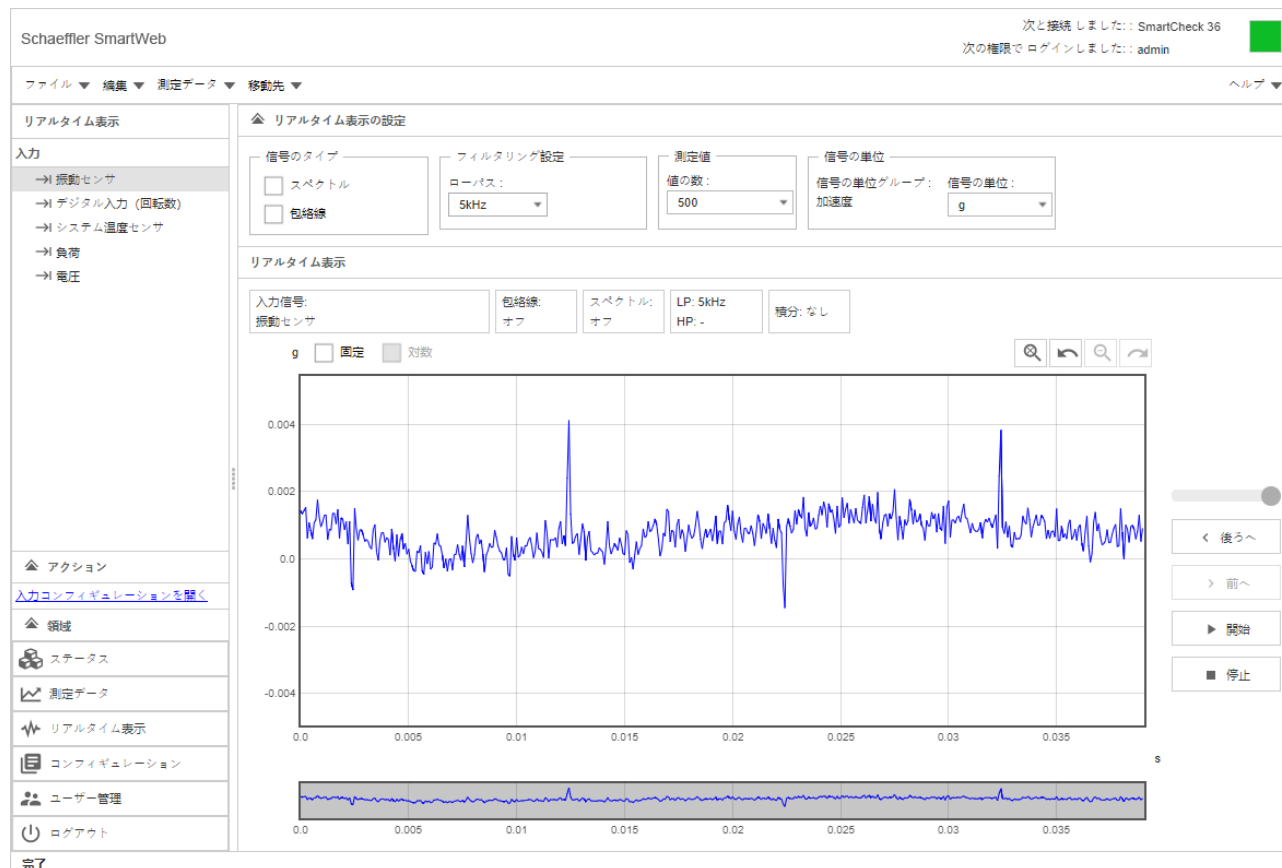 Schaeffler SmartWeb
次と接続 しました: : SmartCheck 36
次の権限で ログインしました: : admin
ファイル 編集 測定データ 移動先 ヘルプ
リアルタイム表示
入力
振動センサ
デジタル入力（回転数）
システム温度センサ
負荷
電圧
アクション
入力コンフィギュレーションを開く
領域
ステータス
測定データ
リアルタイム表示
コンフィギュレーション
ユーザー管理
ログアウト
リアルタイム表示の設定
信号のタイプ
スペクトル
包絡線
フィルタリング設定
ローパス :
5kHz
測定値
値の数 :
500
信号の単位
信号の単位グループ :
加速度
信号の単位 :
g
リアルタイム表示
入力信号:
振動センサ
包絡線:
オフ
スペクトル:
オフ
LP: 5kHz
HP: -
積分: なし
g 固定 対数
0.004
0.002
0.0
-0.002
-0.004
0.0 0.005 0.01 0.015 0.02 0.025 0.03 0.035
s
0.0 0.005 0.01 0.015 0.02 0.025 0.03 0.035
後ろへ
前へ
開始
停止
完了